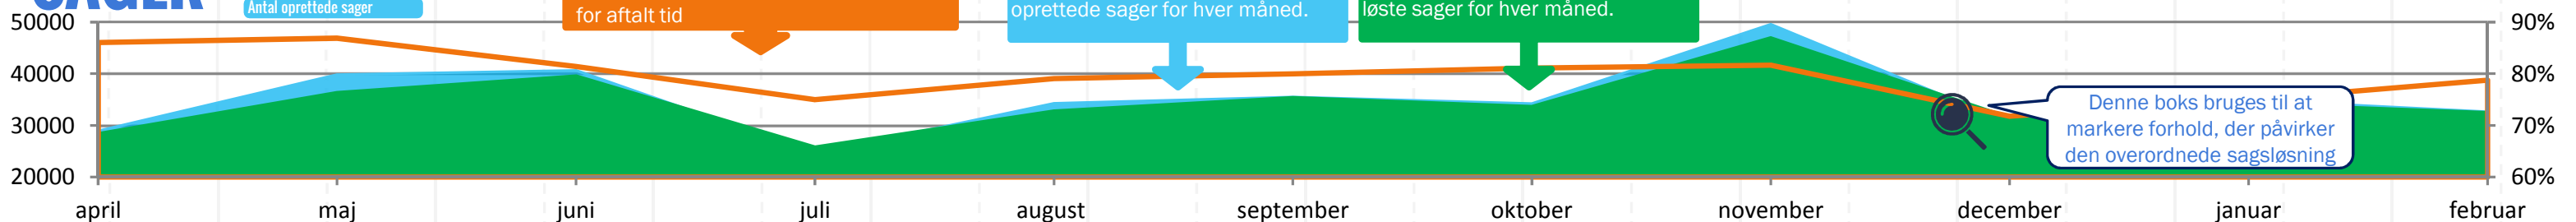 SAGER
Antal oprettede sager
for aftalt tid
oprettede sager for hver måned.
løste sager for hver måned.
50000
40000
30000
20000
90%
80%
70%
60%
Denne boks bruges til at
markere forhold, der påvirker
den overordnede sagsløsning
april maj juni juli august september oktober november december januar februar